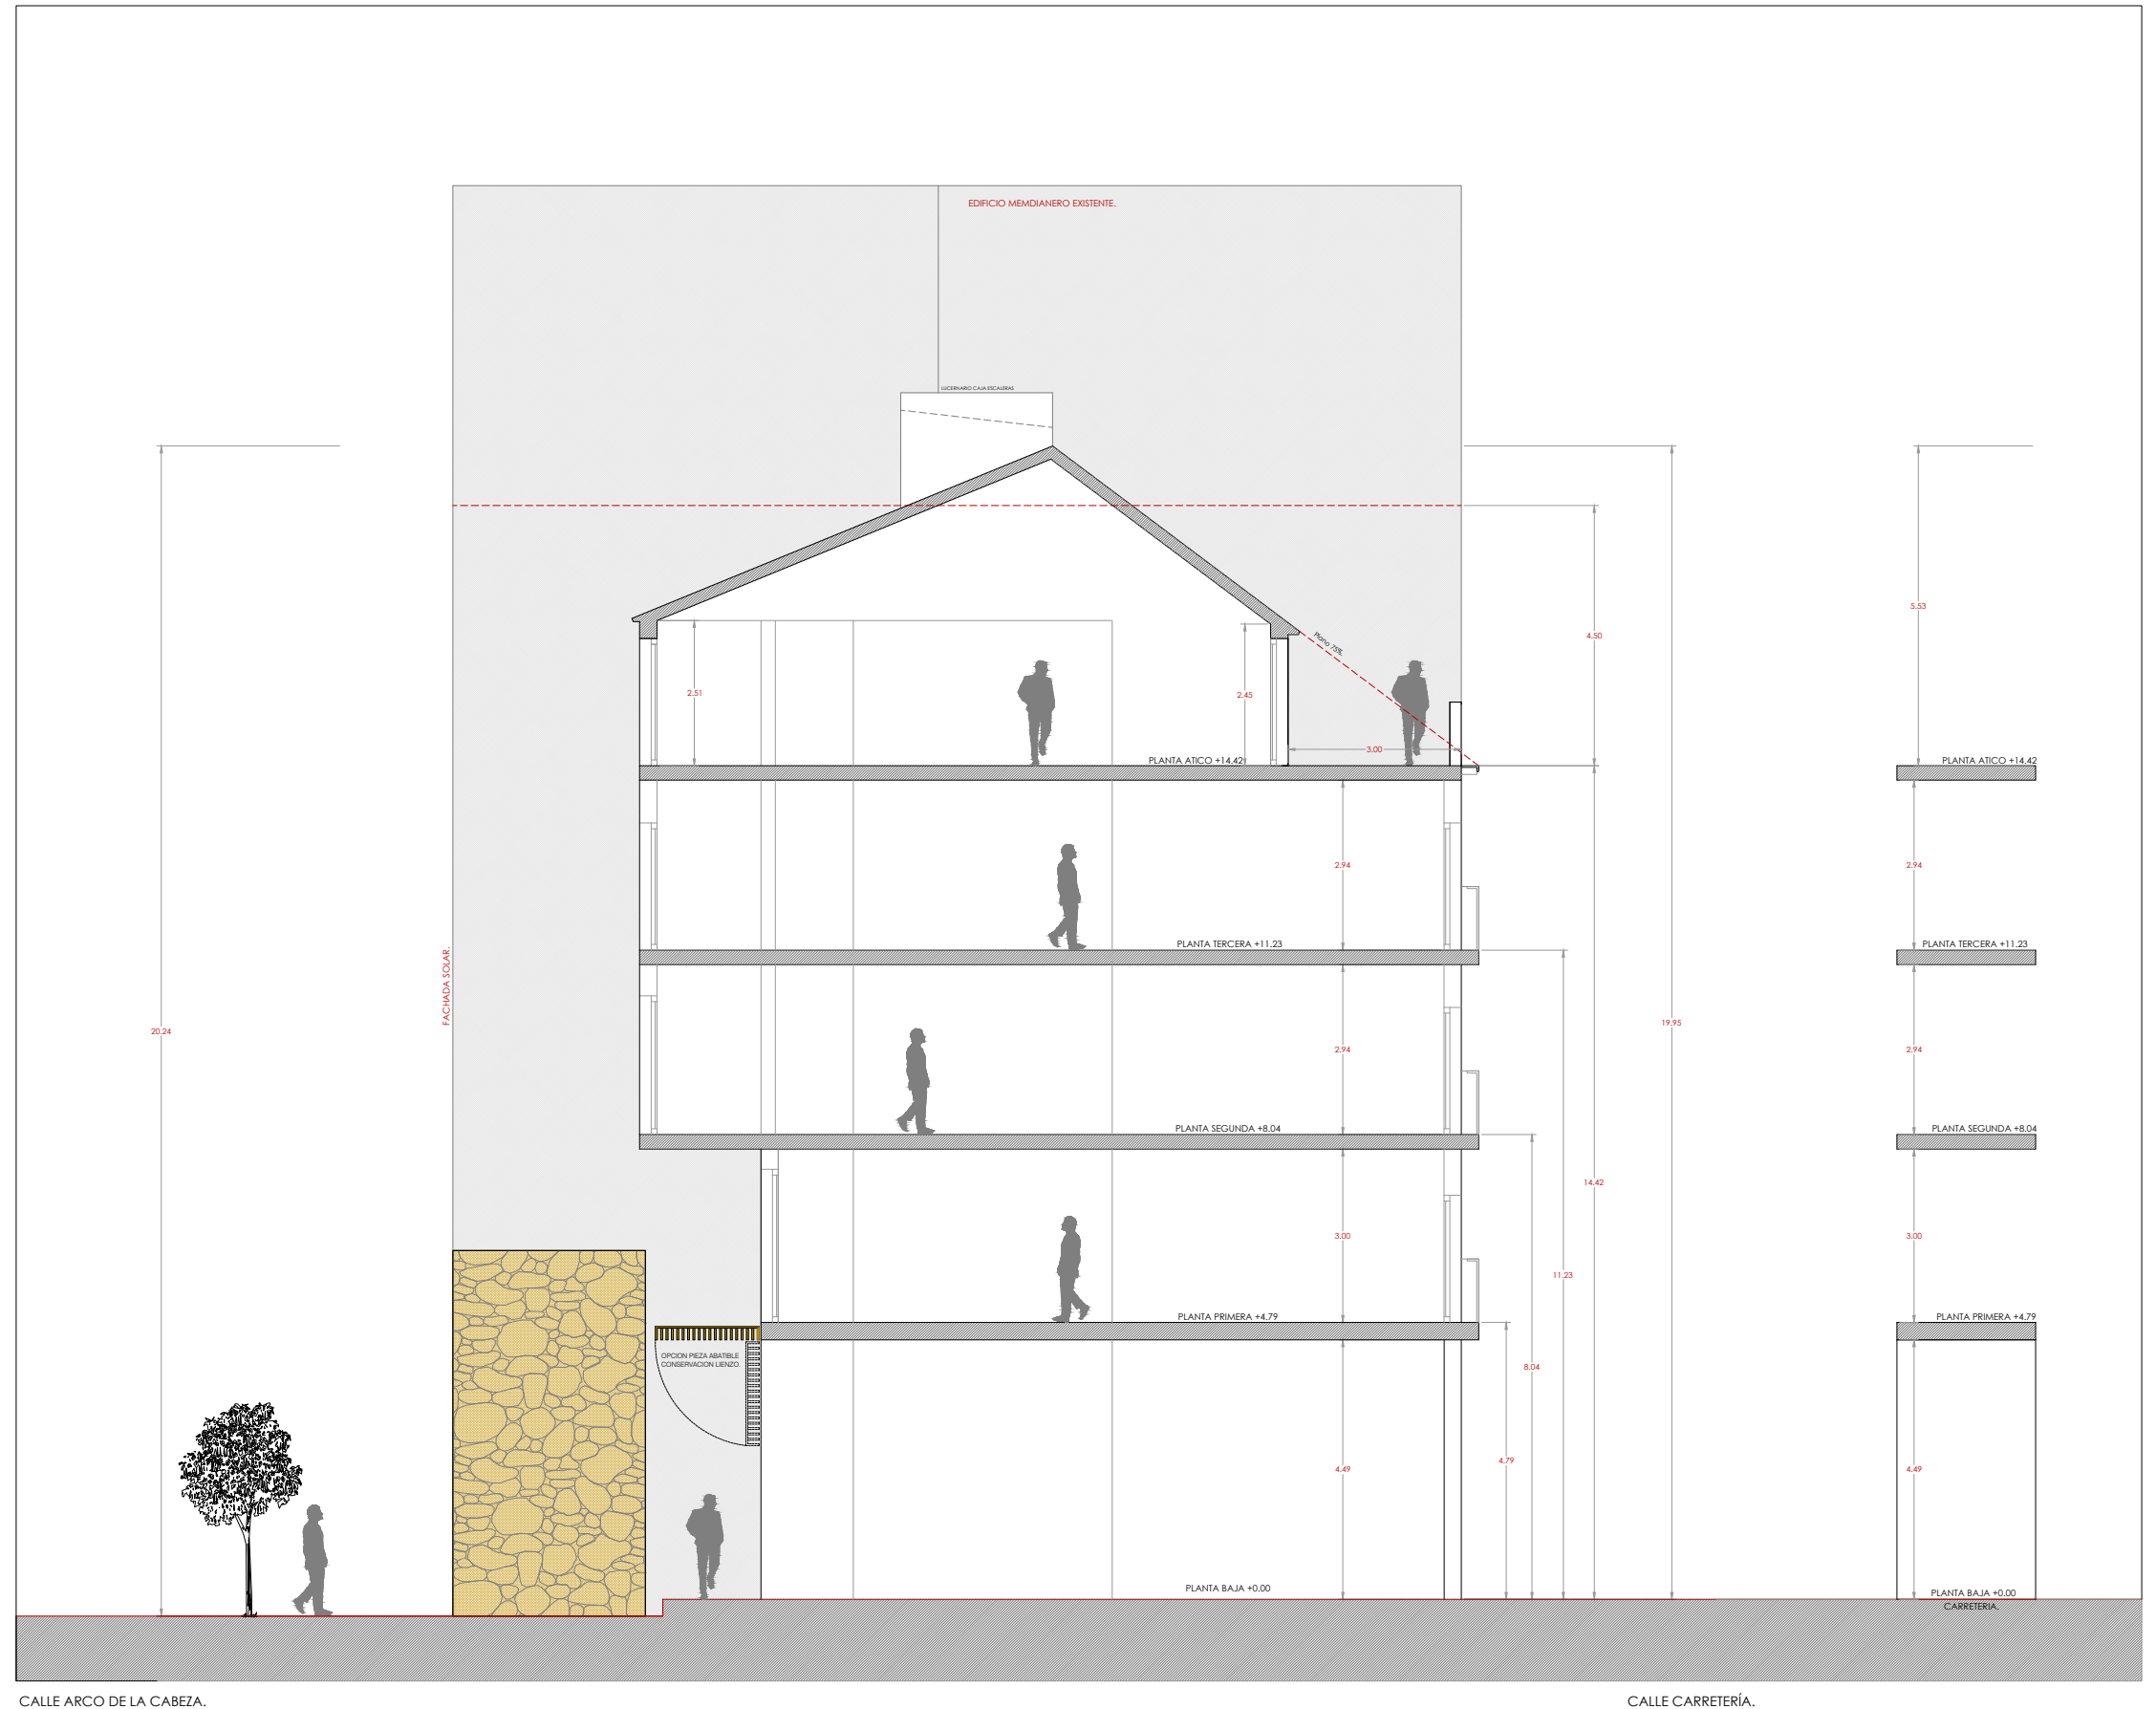 EDIFICIO MEMDIANERO EXISTENTE.
LUCERNARIO CAJA ESCALERAS
5.53
4.50
Plano 75%.
2.51
2.45
3.00
PLANTA ATICO +14.42
PLANTA ATICO +14.42
2.94
2.94
FACHADA SOLAR.
PLANTA TERCERA +11.23
PLANTA TERCERA +11.23
20.24
19.95
2.94
2.94
PLANTA SEGUNDA +8.04
PLANTA SEGUNDA +8.04
14.42
3.00
3.00
11.23
PLANTA PRIMERA +4.79
PLANTA PRIMERA +4.79
OPCION PIEZA ABATIBLE
CONSERVACION LIENZO.
8.04
4.79
4.49
4.49
PLANTA BAJA +0.00
PLANTA BAJA +0.00
CARRETERIA.
CALLE ARCO DE LA CABEZA.
CALLE CARRETERÍA.